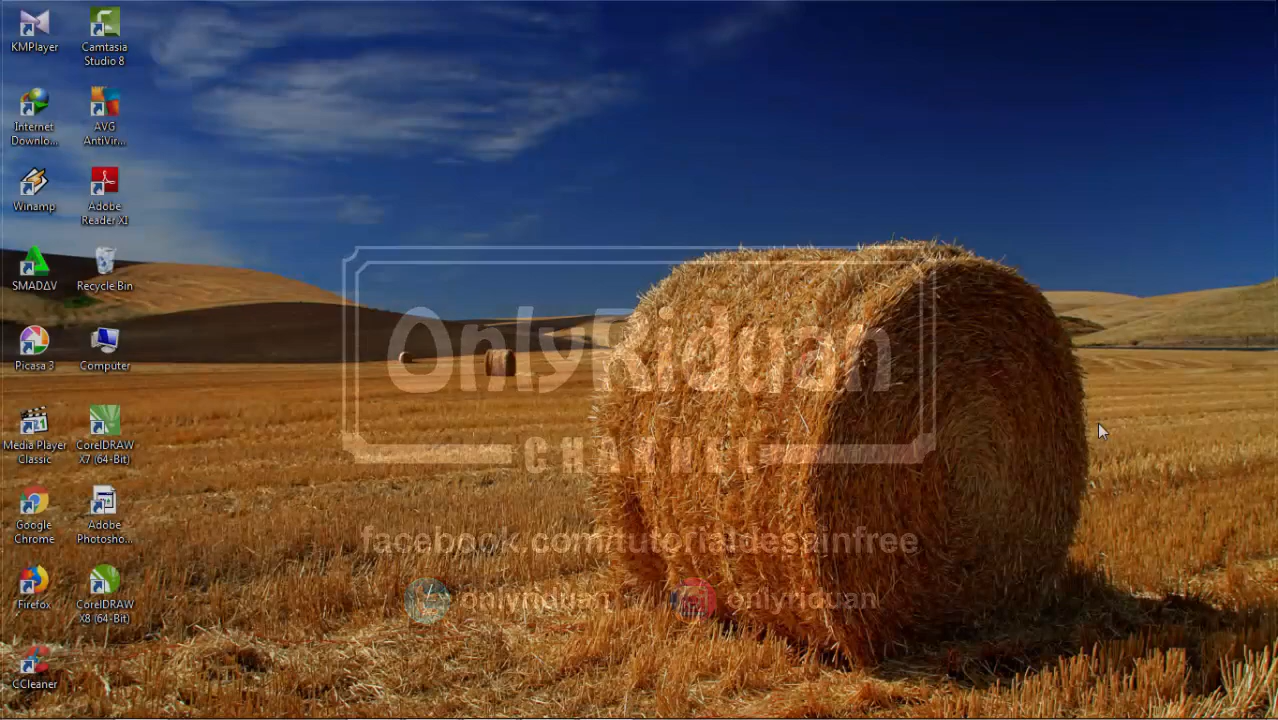 KMPlayer
Camtasia
Studio 8
Internet
Downlo...
AVG
AntiVir...
Winamp
Adobe
Reader XI
SMADΔV
Recycle Bin
Picasa 3
Computer
Media Player
Classic
CorelDRAW
X7 (64-Bit)
Google
Chrome
Adobe
Photosho...
Firefox
CorelDRAW
X8 (64-Bit)
CCleaner
OnlyRiduan
CHANNEL
facebook.com/tutorialdesainfree
onlyriduan
onlyriduan